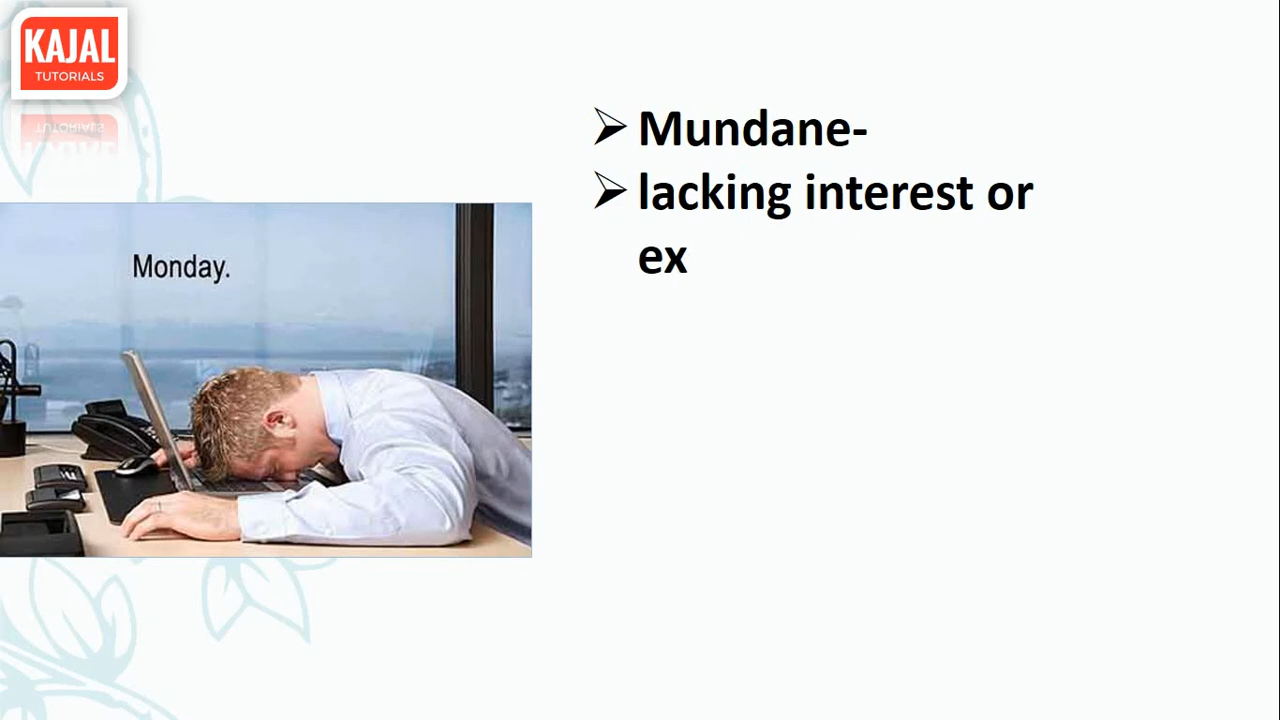 KAJAL
TUTORIALS
Mundane-
lacking interest or
ex
Monday.